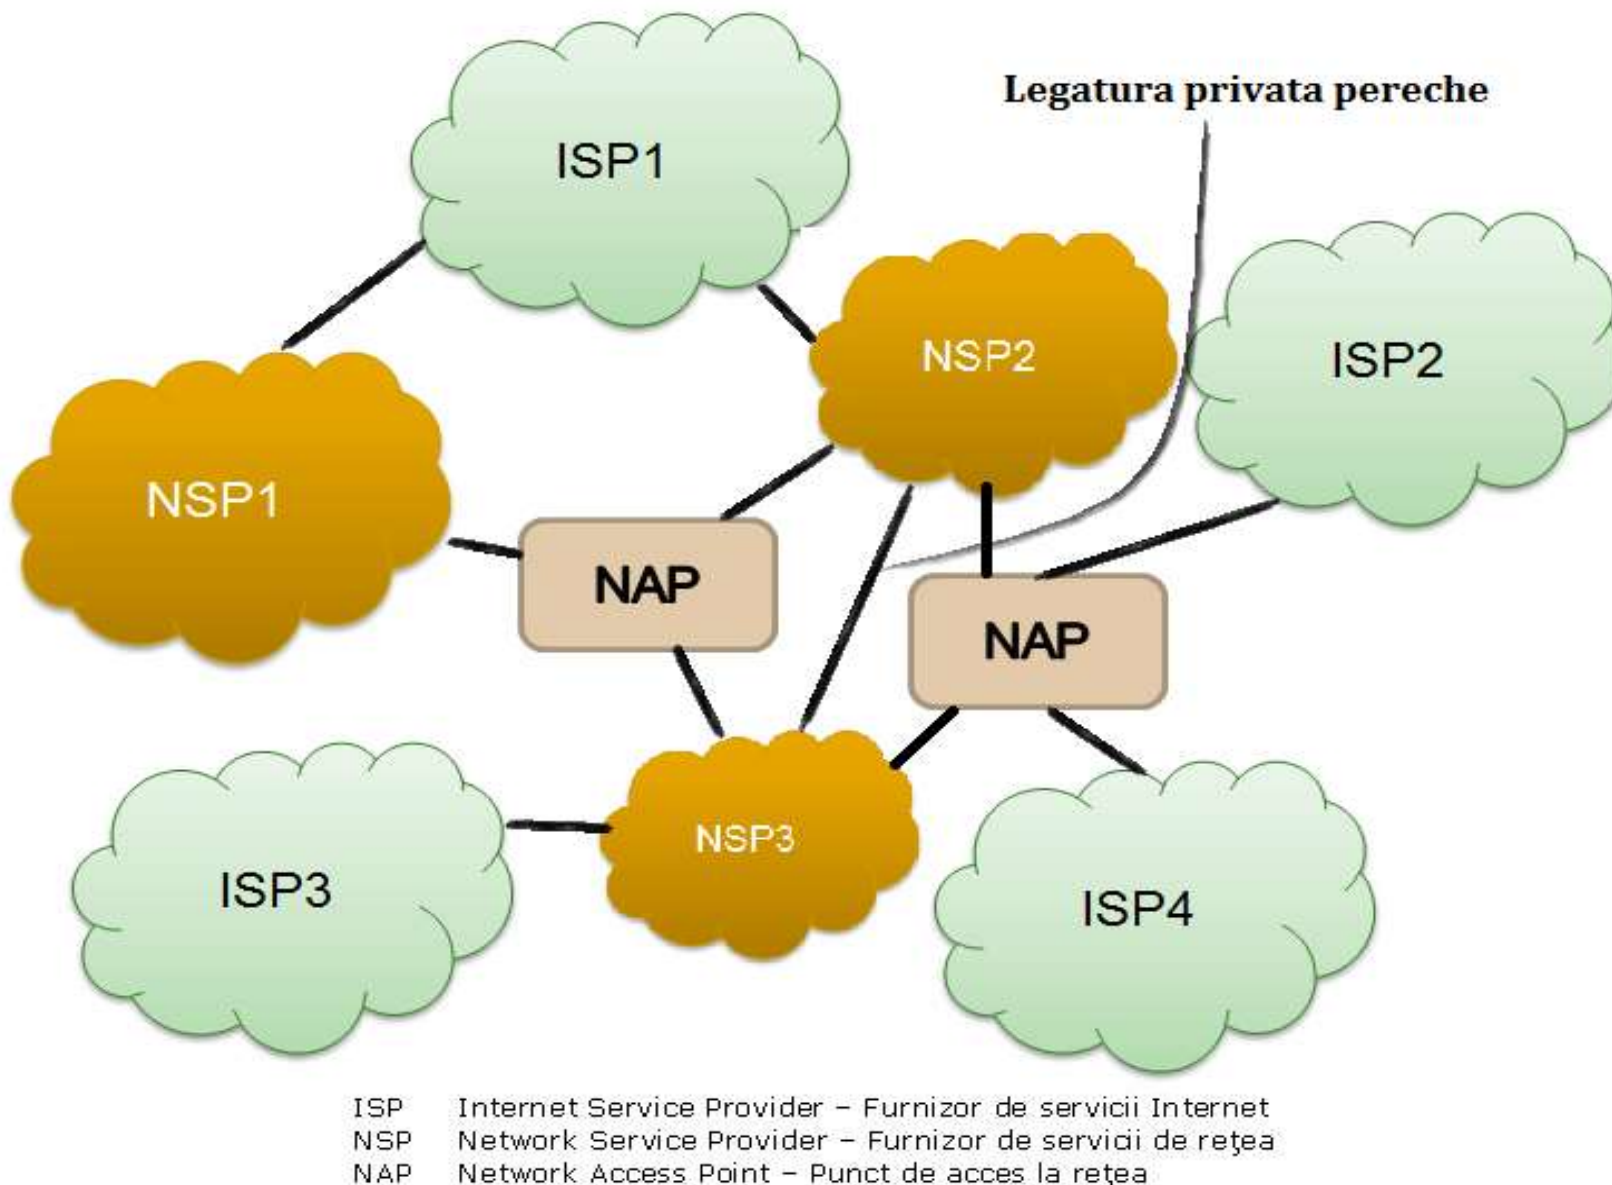 Legatura privata pereche
ISP1
NSP2
ISP2
NSP1
NAP
NAP
NSP3
ISP3
ISP4
ISP Internet Service Provider – Furnizor de servicii Internet
NSP Network Service Provider – Furnizor de servicii de reţea
NAP Network Access Point – Punct de acces la reţea